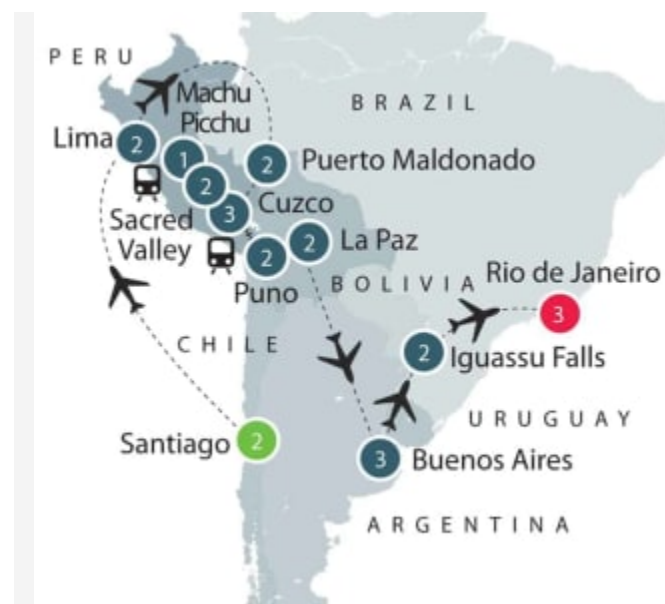 PERU
Machu
Picchu
BRAZIL
Lima
2
1
2
Puerto Maldonado
2
3
Cuzco
Sacred
Valley
2
Puno
2
La Paz
BOLIVIA
Rio de Janeiro
3
CHILE
2
Iguassu Falls
URUGUAY
Santiago
2
3
Buenos Aires
ARGENTINA